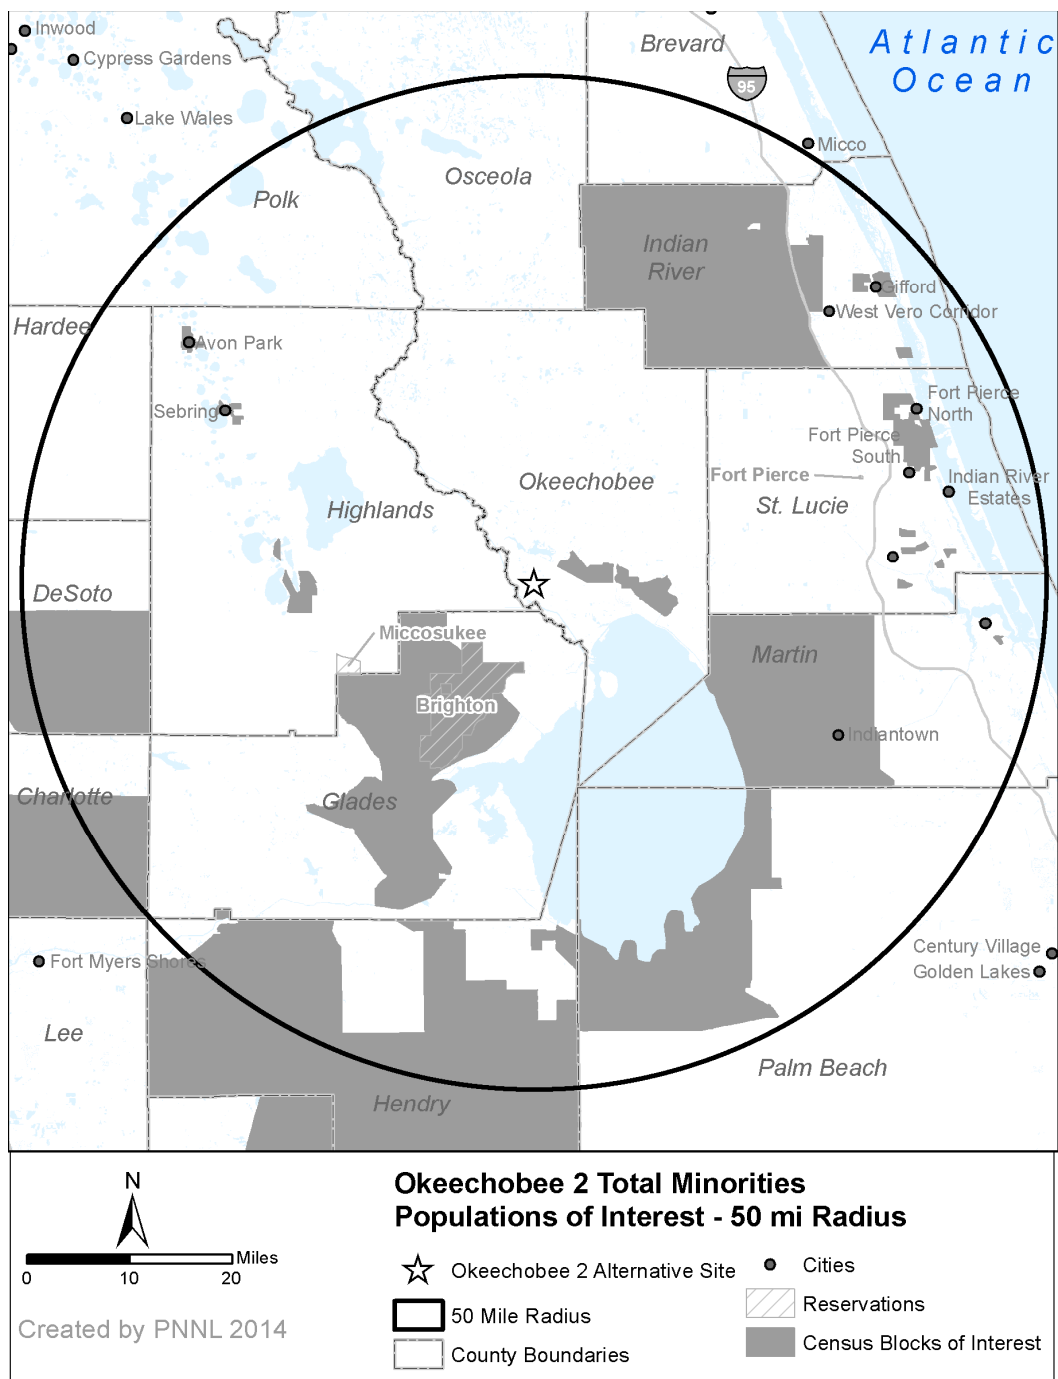 Inwood
Brevard
Atlantic
Ocean
Cypress Gardens
95
Lake Wales
Micco
Osceola
Polk
Indian
River
Gifford
West Vero Corridor
Hardee
Avon Park
Sebring
Fort Pierce
North
Fort Pierce
South
Okeechobee
Fort Pierce
Indian River
Estates
Highlands
St. Lucie
DeSoto
Miccosukee
Martin
Brighton
Indiantown
Charlotte
Glades
Century Village
Fort Myers Shores
Golden Lakes
Lee
Palm Beach
Hendry
N
Miles
0 10 20
Created by PNNL 2014
Okeechobee 2 Total Minorities
Populations of Interest - 50 mi Radius
Okeechobee 2 Alternative Site
50 Mile Radius
County Boundaries
Cities
Reservations
Census Blocks of Interest